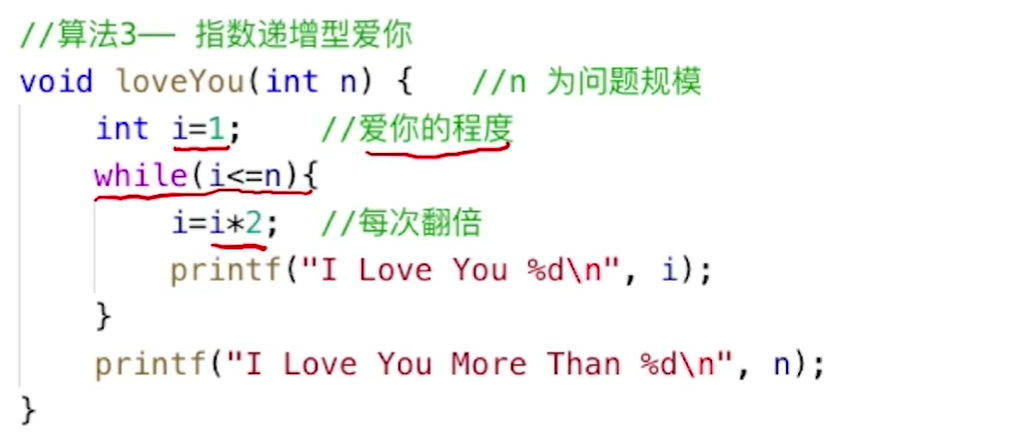 //算法3—— 指数递增型爱你
void loveYou(int n) {   //n 为问题规模
    int i=1;    //爱你的程度
    while(i<=n){
        i=i*2;  //每次翻倍
        printf("I Love You %d\n", i);
    }
    printf("I Love You More Than %d\n", n);
}